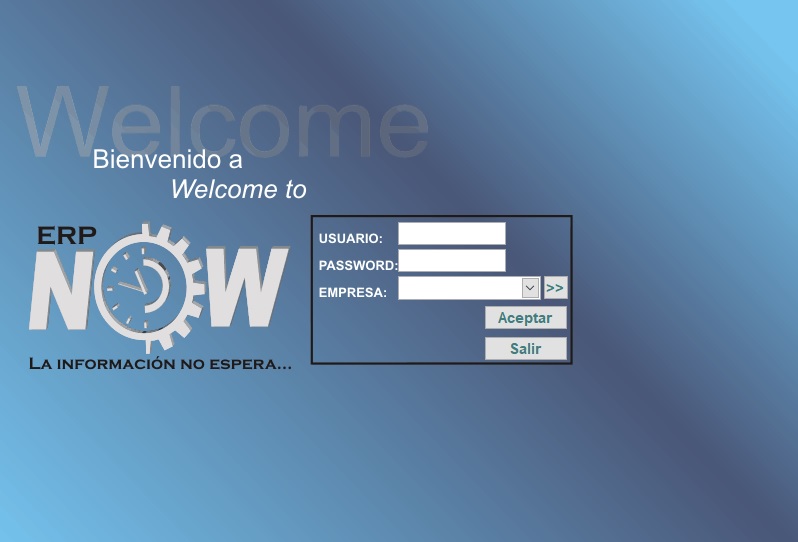 Welcome
Bienvenido a
Welcome to
ERP
NOW
LA INFORMACIÓN NO ESPERA...
USUARIO:
PASSWORD:
EMPRESA: >>
Aceptar
Salir